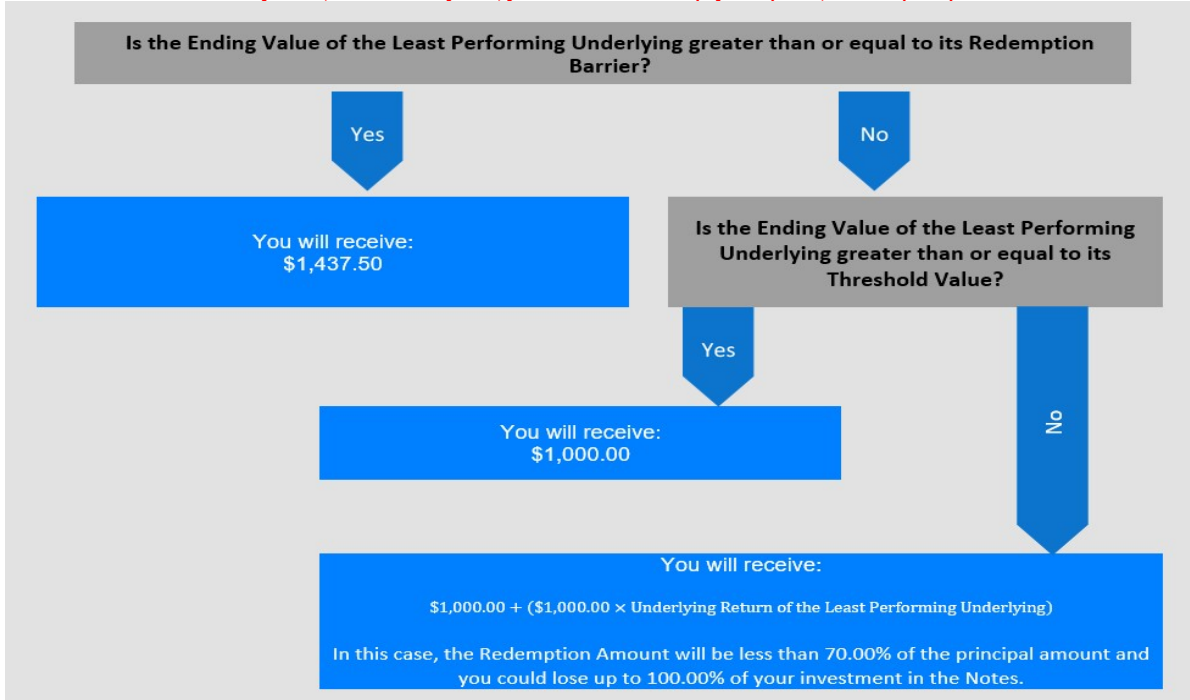 Is the Ending Value of the Least Performing Underlying greater than or equal to its Redemption
Barrier?
Yes
No
You will receive:
$1,437.50
Is the Ending Value of the Least Performing
Underlying greater than or equal to its
Threshold Value?
Yes
No
You will receive:
$1,000.00
You will receive:
$1,000.00 + ($1,000.00 × Underlying Return of the Least Performing Underlying)
In this case, the Redemption Amount will be less than 70.00% of the principal amount and
you could lose up to 100.00% of your investment in the Notes.